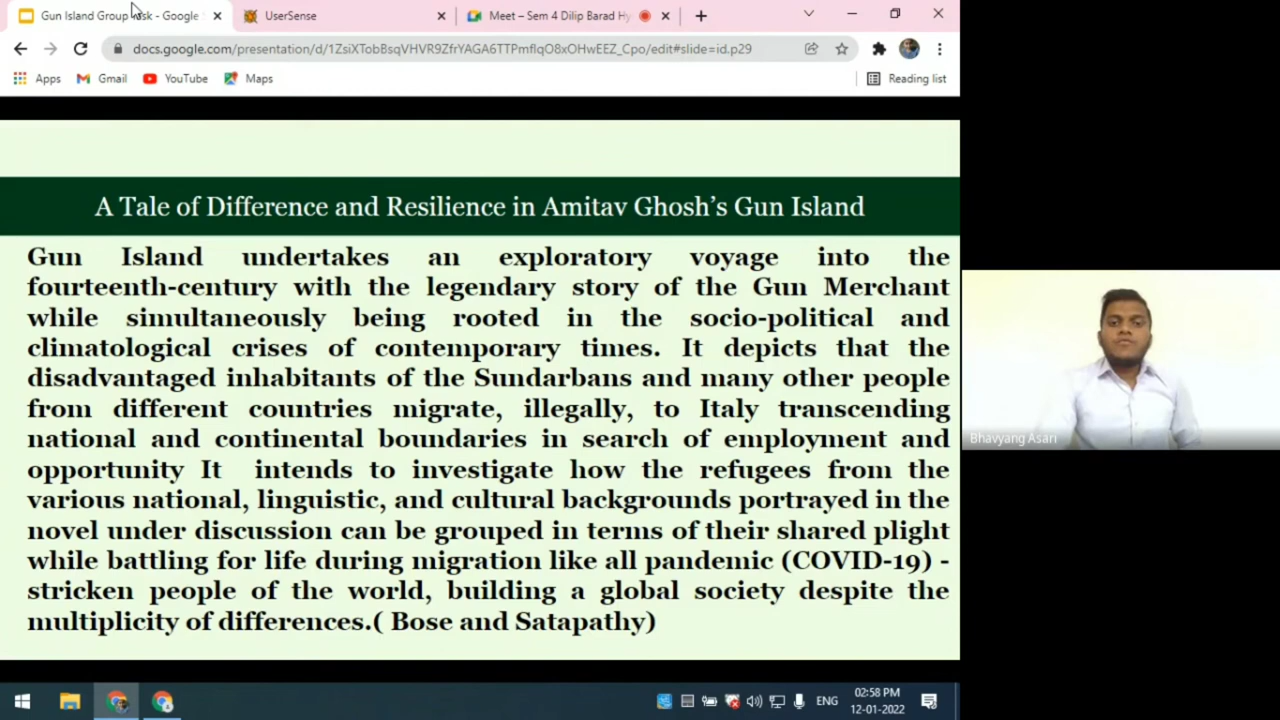 Gun Island Group Task - Google
UserSense
Meet – Sem 4 Dilip Barad
docs.google.com/presentation/d/1ZsiXTobBsqVHVR9ZfrYAGA6TTPmflqO8xOHwEEZ_Cpo/edit#slide=id.p29
Apps Gmail YouTube Maps Reading list
A Tale of Difference and Resilience in Amitav Ghosh's Gun Island
Gun Island undertakes an exploratory voyage into the
fourteenth-century with the legendary story of the Gun Merchant
while simultaneously being rooted in the socio-political and
climatological crises of contemporary times. It depicts that the
disadvantaged inhabitants of the Sundarbans and many other people
from different countries migrate, illegally, to Italy transcending
national and continental boundaries in search of employment and
opportunity It intends to investigate how the refugees from the
various national, linguistic, and cultural backgrounds portrayed in the
novel under discussion can be grouped in terms of their shared plight
while battling for life during migration like all pandemic (COVID-19) -
stricken people of the world, building a global society despite the
multiplicity of differences.( Bose and Satapathy)
Bhavyang Asari
ENG
02:58 PM
12-01-2022